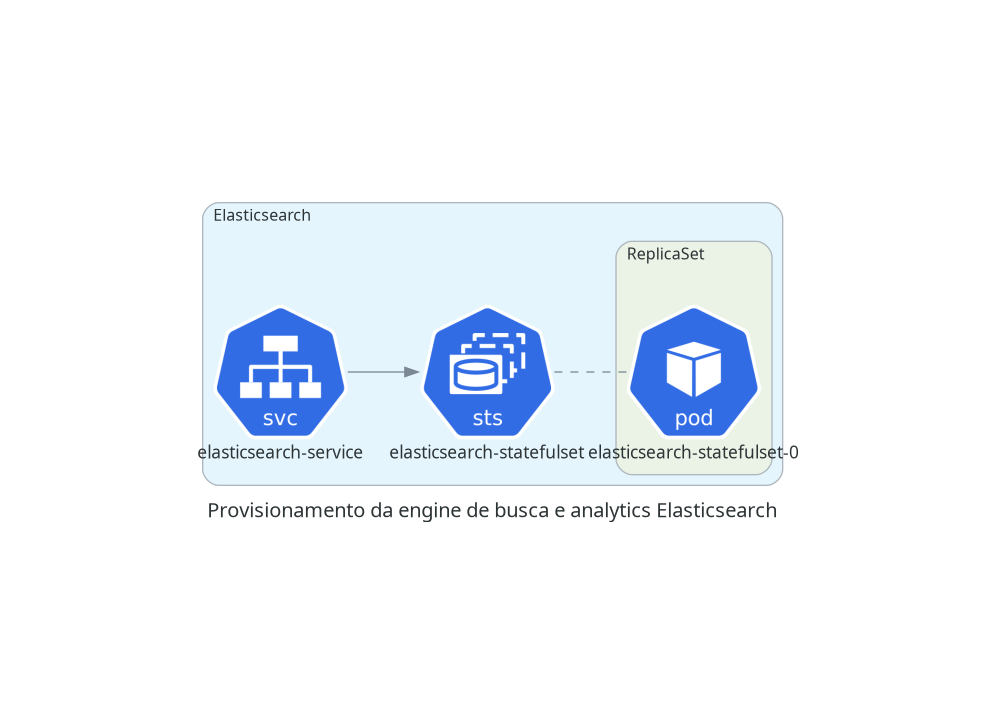 Elasticsearch
ReplicaSet
svc
sts
pod
elasticsearch-service
elasticsearch-statefulset
elasticsearch-statefulset-0
Provisionamento da engine de busca e analytics Elasticsearch